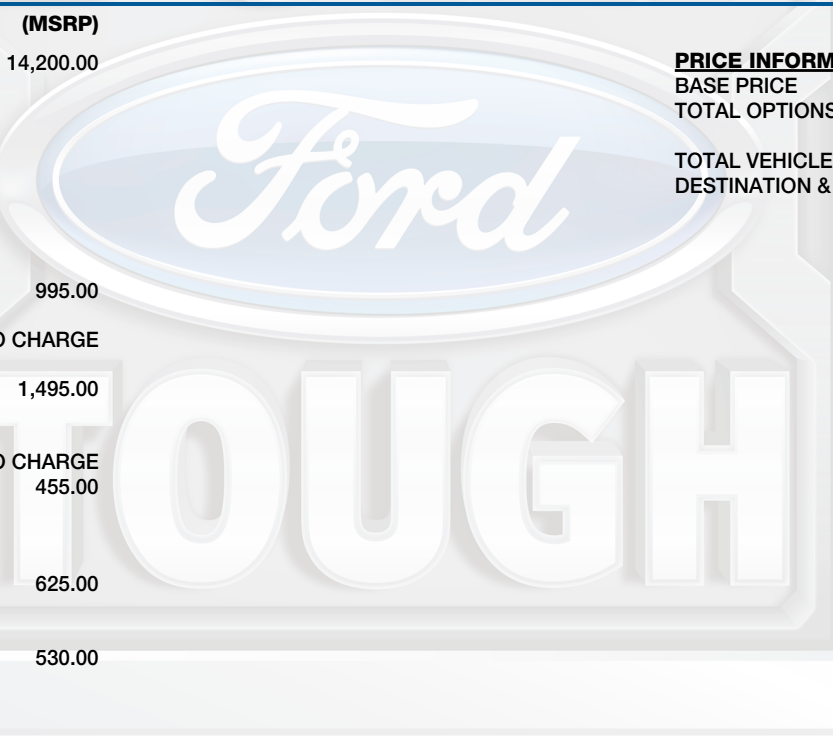 (MSRP)
14,200.00
995.00
O CHARGE
1,495.00
O CHARGE
455.00
625.00
530.00
PRICE INFORM
BASE PRICE
TOTAL OPTIONS
TOTAL VEHICLE
DESTINATION &
Ford
TOUGH